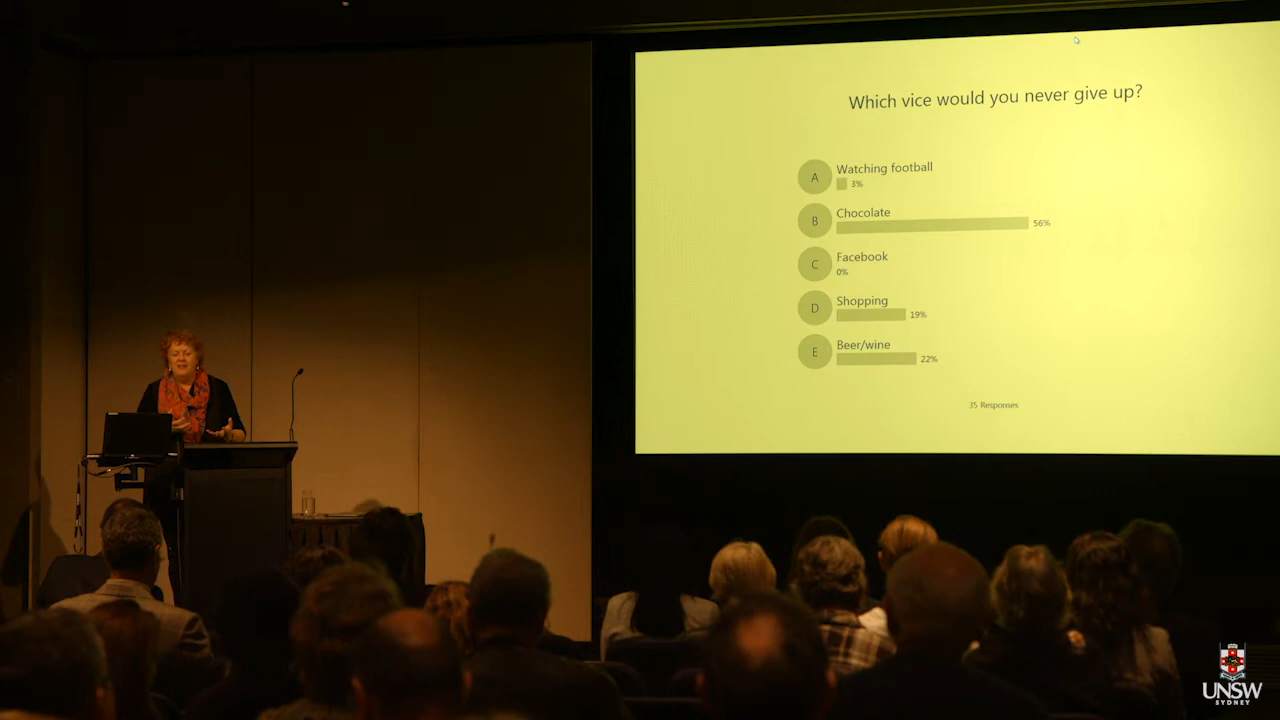 Which vice would you never give up?
A Watching football
3%
B Chocolate
56%
C Facebook
0%
D Shopping
19%
E Beer/wine
22%
35 Responses
UNSW
SYDNEY